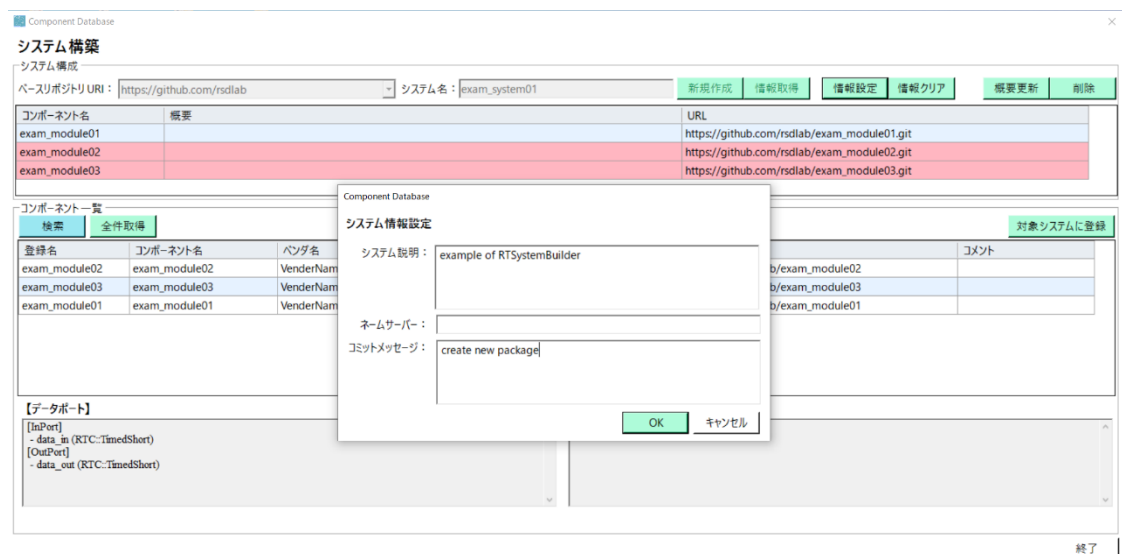 Component Database
システム構築
システム構成
ベースリポジトリ URI： https://github.com/rsdlab システム名： exam_system01 新規作成 情報取得 情報設定 情報クリア 概要更新 削除
コンポーネント名 概要 URL
exam_module01 https://github.com/rsdlab/exam_module01.git
exam_module02 https://github.com/rsdlab/exam_module02.git
exam_module03 https://github.com/rsdlab/exam_module03.git
コンポーネント一覧
検索 全件取得 対象システムに登録
登録名 コンポーネント名 ベンダ名 コメント
exam_module02 exam_module02 VenderNam b/exam_module02
exam_module03 exam_module03 VenderNam b/exam_module03
exam_module01 exam_module01 VenderNam b/exam_module01
Component Database
システム情報設定
システム説明： example of RTSystemBuilder
ネームサーバー：
コミットメッセージ： create new package
OK キャンセル
【データポート】
[InPort]
- data_in (RTC::TimedShort)
[OutPort]
- data_out (RTC::TimedShort)
終了